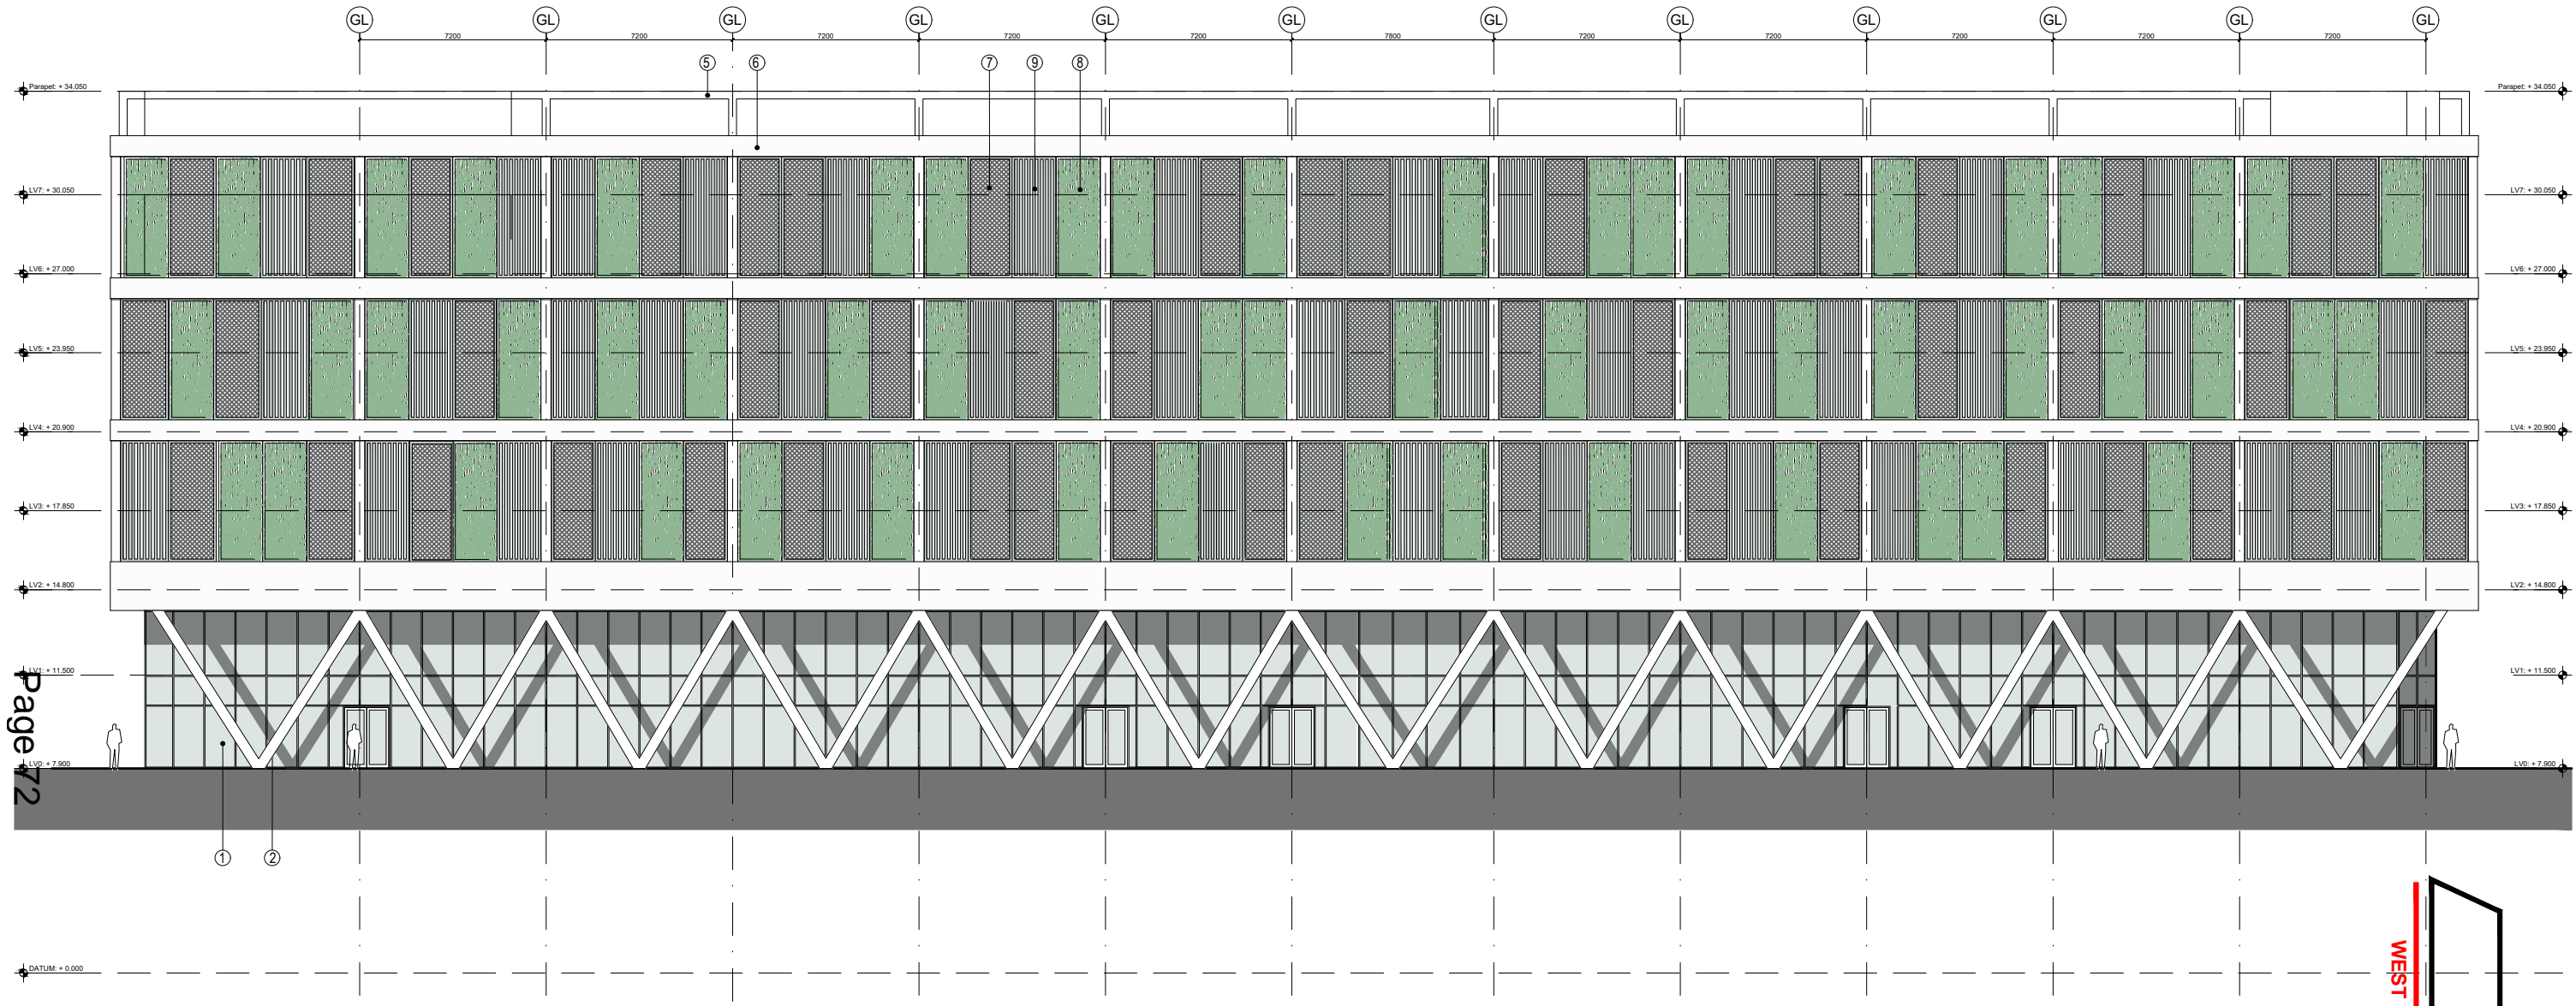 GL GL GL GL GL GL GL GL GL GL GL GL
7200 7200 7200 7200 7200 7800 7200 7200 7200 7200 7200
5 6 7 9 8
Parapet: + 34.050 Parapet: + 34.050
LV7: + 30.050 LV7: + 30.050
LV6: + 27.000 LV6: + 27.000
LV5: + 23.950 LV5: + 23.950
LV4: + 20.900 LV4: + 20.900
LV3: + 17.850 LV3: + 17.850
LV2: + 14.800 LV2: + 14.800
LV1: + 11.500 LV1: + 11.500
Page 72
LV0: + 7.900 LV0: + 7.900
1 2
WEST
DATUM: + 0.000